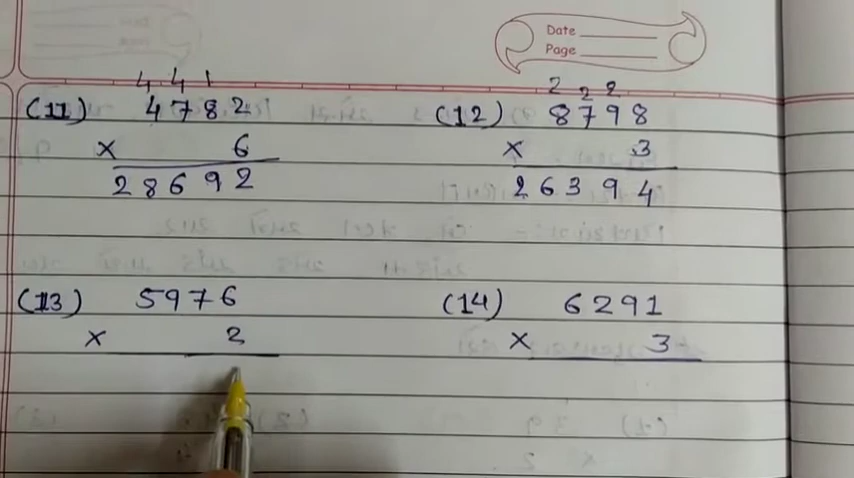 Date
Page
4 4 1
2 2 2
(11) 4782
(12) 8798
× 6
× 3
28692
26394
(13) 5976
(14) 6291
× 2
× 3